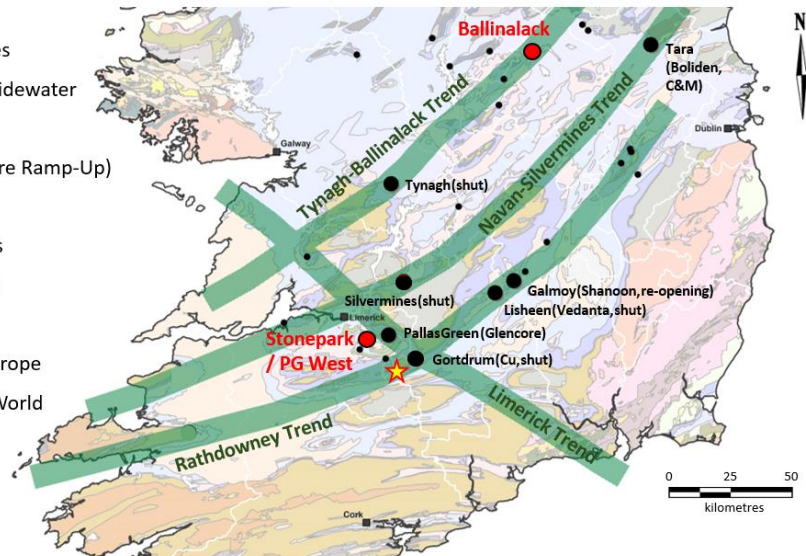 es
idewater
re Ramp-Up)
s
rope
World
Ballinalack
N
Tara
(Boliden,
C&M)
Dublin
Galway
Tynagh-Ballinalack Trend
Navan-Silvermines Trend
Tynagh(shut)
Silvermines(shut)
Galmoy(Shanoon,re-opening)
Lisheen(Vedanta,shut)
Limerick
Stonepark
/ PG West
PallasGreen(Glencore)
Gortdrum(Cu,shut)
Rathdowney Trend
Limerick Trend
Cork
0 25 50
kilometres